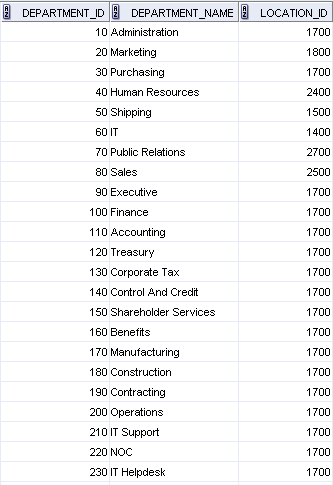 DEPARTMENT_ID DEPARTMENT_NAME LOCATION_ID
10 Administration 1700
20 Marketing 1800
30 Purchasing 1700
40 Human Resources 2400
50 Shipping 1500
60 IT 1400
70 Public Relations 2700
80 Sales 2500
90 Executive 1700
100 Finance 1700
110 Accounting 1700
120 Treasury 1700
130 Corporate Tax 1700
140 Control And Credit 1700
150 Shareholder Services 1700
160 Benefits 1700
170 Manufacturing 1700
180 Construction 1700
190 Contracting 1700
200 Operations 1700
210 IT Support 1700
220 NOC 1700
230 IT Helpdesk 1700